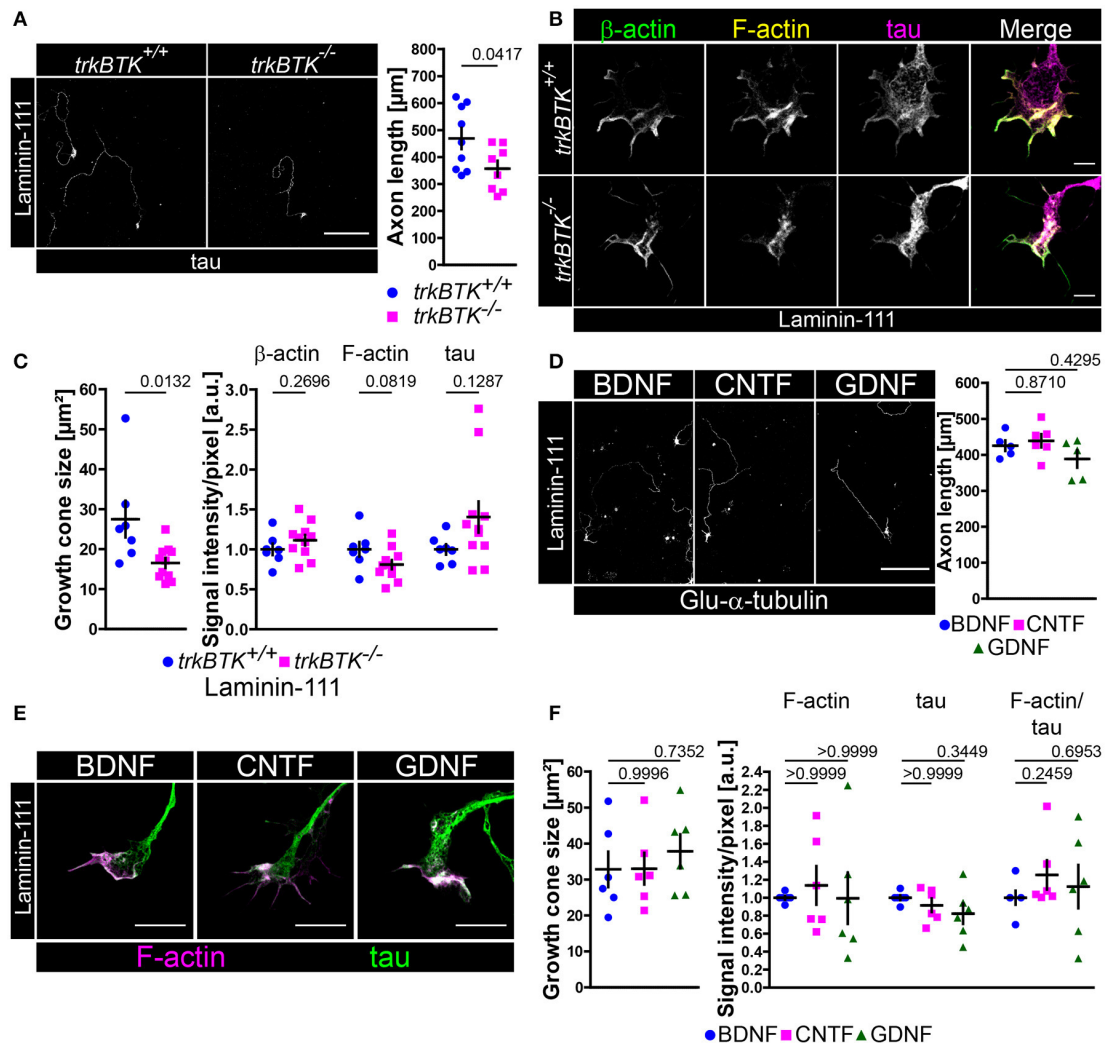 A
trkBTK+/+
trkBTK-/-
Laminin-111
tau
0.0417
Axon length [µm]
800
700
600
500
400
300
200
100
0
trkBTK+/+
trkBTK-/-
B
β-actin
F-actin
tau
Merge
trkBTK+/+
trkBTK-/-
Laminin-111
C
0.0132
Growth cone size [µm²]
60
50
40
30
20
10
0
β-actin
F-actin
tau
0.2696
0.0819
0.1287
Signal intensity/pixel [a.u.]
3.0
2.5
2.0
1.5
1.0
0.5
0.0
trkBTK+/+
trkBTK-/-
Laminin-111
D
BDNF
CNTF
GDNF
Laminin-111
Glu-α-tubulin
0.4295
0.8710
Axon length [µm]
600
400
200
0
BDNF
CNTF
GDNF
E
BDNF
CNTF
GDNF
Laminin-111
F-actin
tau
F
0.7352
0.9996
Growth cone size [µm²]
60
50
40
30
20
10
0
F-actin
tau
F-actin/
tau
>0.9999
>0.9999
0.3449
>0.9999
0.6953
0.2459
Signal intensity/pixel [a.u.]
2.4
2.2
2.0
1.8
1.6
1.4
1.2
1.0
0.8
0.6
0.4
0.2
0.0
BDNF
CNTF
GDNF